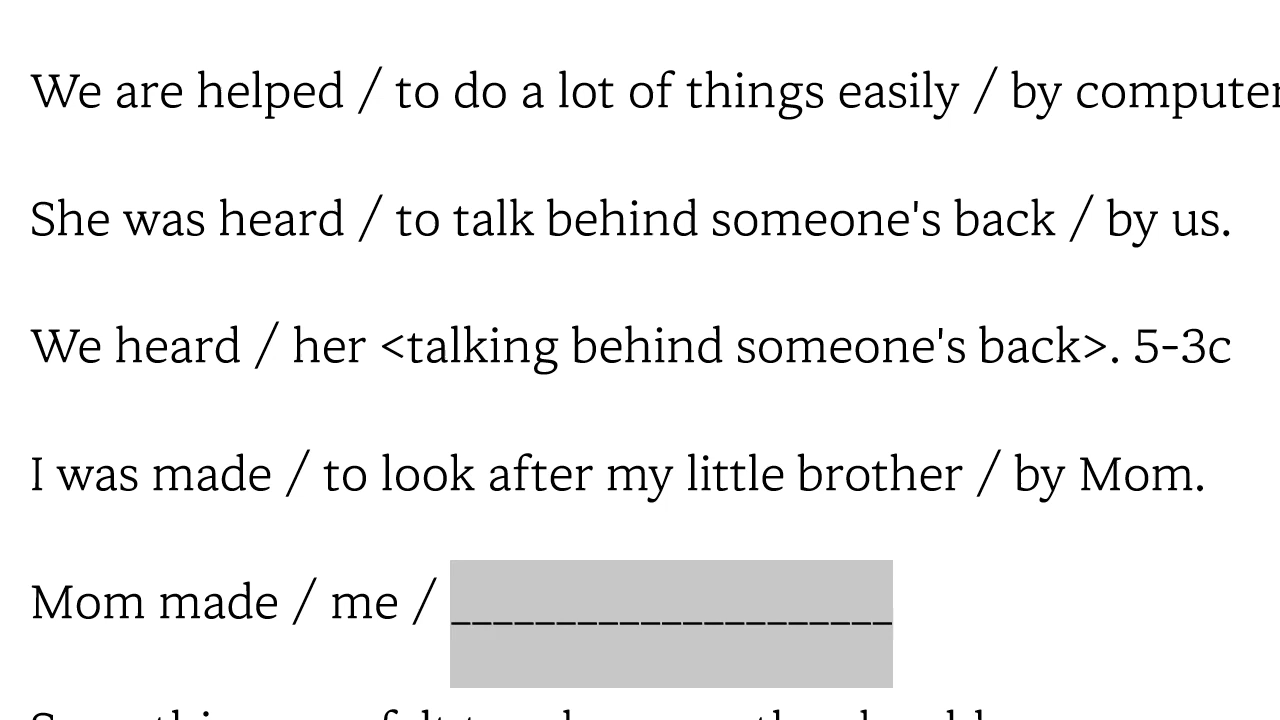 We are helped / to do a lot of things easily / by computer
She was heard / to talk behind someone's back / by us.
We heard / her <talking behind someone's back>. 5-3c
I was made / to look after my little brother / by Mom.
Mom made / me / ____________________